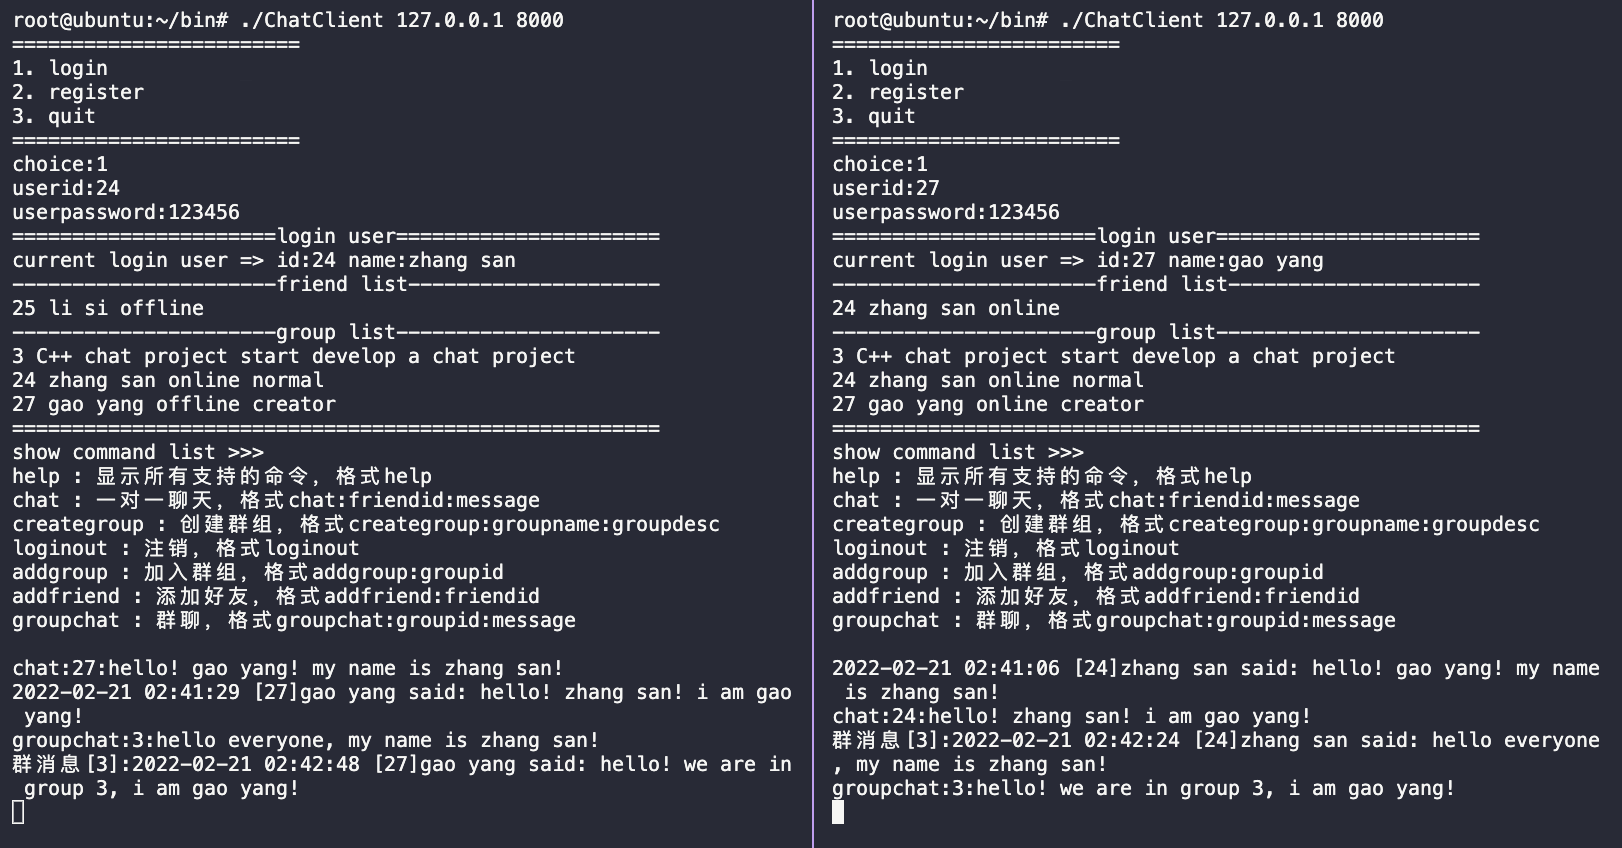 root@ubuntu:~/bin# ./ChatClient 127.0.0.1 8000
========================
1. login
2. register
3. quit
========================
choice:1
userid:24
userpassword:123456
======================login user======================
current login user => id:24 name:zhang san
----------------------friend list---------------------
25 li si offline
----------------------group list----------------------
3 C++ chat project start develop a chat project
24 zhang san online normal
27 gao yang offline creator
======================================================
show command list >>>
help : 显示所有支持的命令, 格式help
chat : 一对一聊天, 格式chat:friendid:message
creategroup : 创建群组, 格式creategroup:groupname:groupdesc
loginout : 注销, 格式loginout
addgroup : 加入群组, 格式addgroup:groupid
addfriend : 添加好友, 格式addfriend:friendid
groupchat : 群聊, 格式groupchat:groupid:message
chat:27:hello! gao yang! my name is zhang san!
2022-02-21 02:41:29 [27]gao yang said: hello! zhang san! i am gao
yang!
groupchat:3:hello everyone, my name is zhang san!
群消息[3]:2022-02-21 02:42:48 [27]gao yang said: hello! we are in
group 3, i am gao yang!
root@ubuntu:~/bin# ./ChatClient 127.0.0.1 8000
========================
1. login
2. register
3. quit
========================
choice:1
userid:27
userpassword:123456
======================login user======================
current login user => id:27 name:gao yang
----------------------friend list---------------------
24 zhang san online
----------------------group list----------------------
3 C++ chat project start develop a chat project
24 zhang san online normal
27 gao yang online creator
======================================================
show command list >>>
help : 显示所有支持的命令, 格式help
chat : 一对一聊天, 格式chat:friendid:message
creategroup : 创建群组, 格式creategroup:groupname:groupdesc
loginout : 注销, 格式loginout
addgroup : 加入群组, 格式addgroup:groupid
addfriend : 添加好友, 格式addfriend:friendid
groupchat : 群聊, 格式groupchat:groupid:message
2022-02-21 02:41:06 [24]zhang san said: hello! gao yang! my name
is zhang san!
chat:24:hello! zhang san! i am gao yang!
群消息[3]:2022-02-21 02:42:24 [24]zhang san said: hello everyone
, my name is zhang san!
groupchat:3:hello! we are in group 3, i am gao yang!